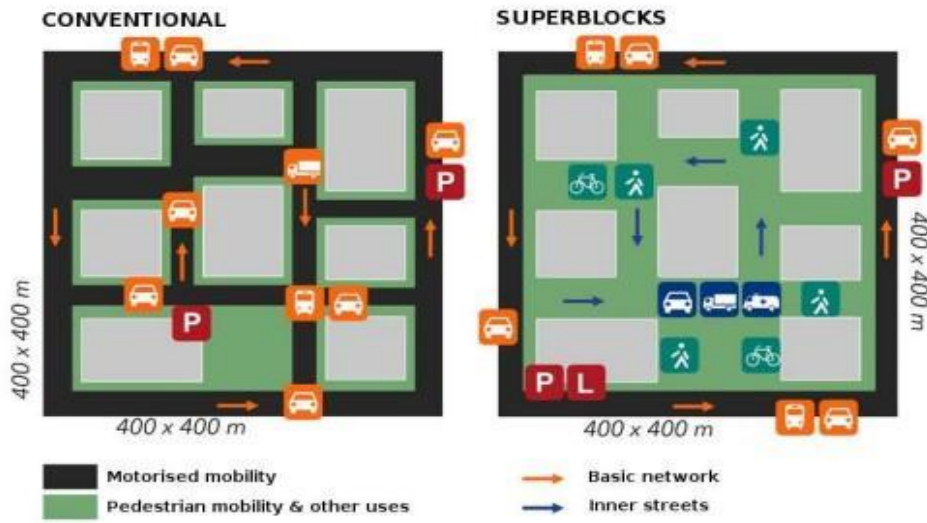 CONVENTIONAL
SUPERBLOCKS
P
P
P
P L
400 x 400 m
400 x 400 m
400 x 400 m
400 x 400 m
Motorised mobility
Pedestrian mobility & other uses
Basic network
Inner streets